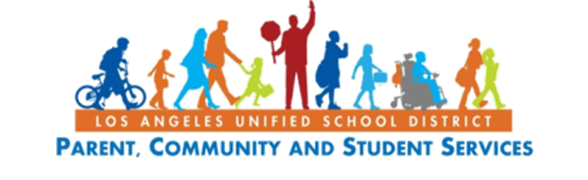 LOS ANGELES UNIFIED SCHOOL DISTRICT
PARENT, COMMUNITY AND STUDENT SERVICES